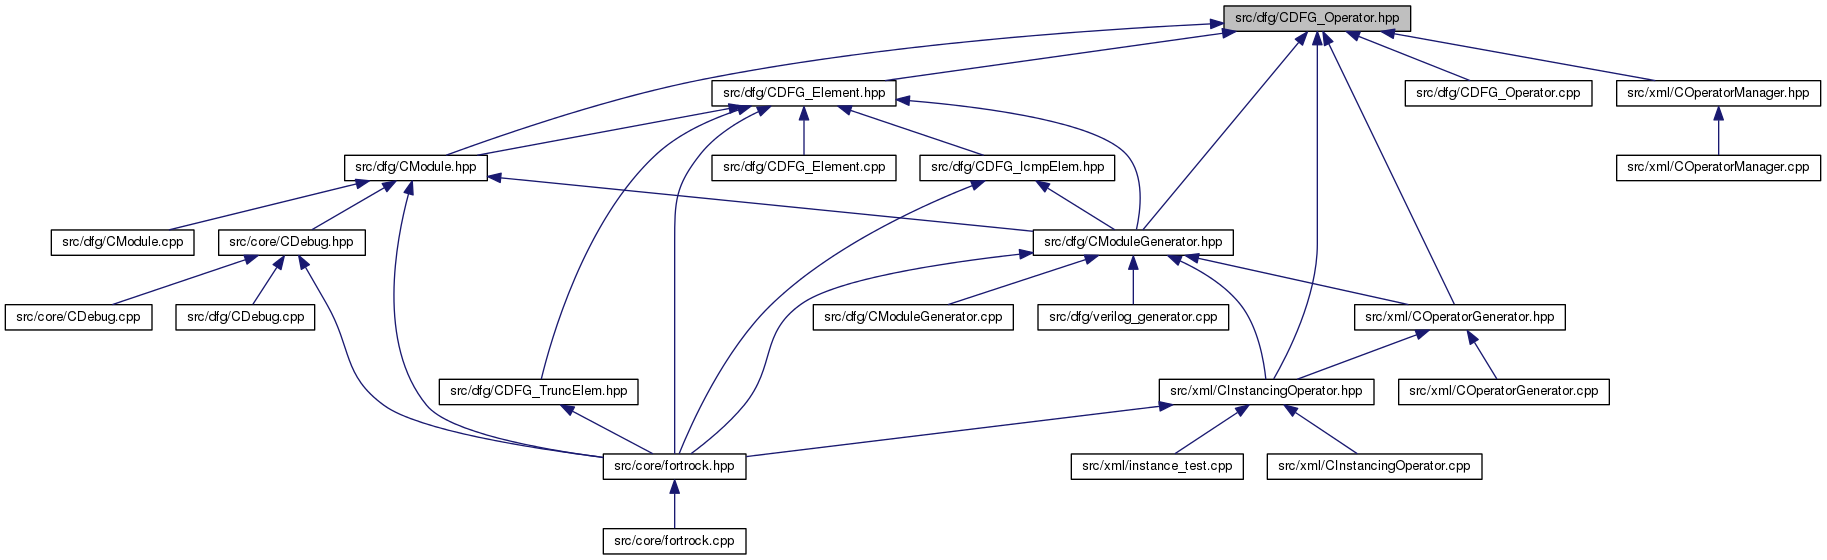 src/dfg/CDFG_Operator.hpp
src/dfg/CDFG_Element.hpp
src/dfg/CDFG_Operator.cpp
src/xml/COperatorManager.hpp
src/dfg/CModule.hpp
src/dfg/CDFG_Element.cpp
src/dfg/CDFG_IcmpElem.hpp
src/xml/COperatorManager.cpp
src/dfg/CModule.cpp
src/core/CDebug.hpp
src/dfg/CModuleGenerator.hpp
src/core/CDebug.cpp
src/dfg/CDebug.cpp
src/dfg/CModuleGenerator.cpp
src/dfg/verilog_generator.cpp
src/xml/COperatorGenerator.hpp
src/dfg/CDFG_TruncElem.hpp
src/xml/CInstancingOperator.hpp
src/xml/COperatorGenerator.cpp
src/core/fortrock.hpp
src/xml/instance_test.cpp
src/xml/CInstancingOperator.cpp
src/core/fortrock.cpp